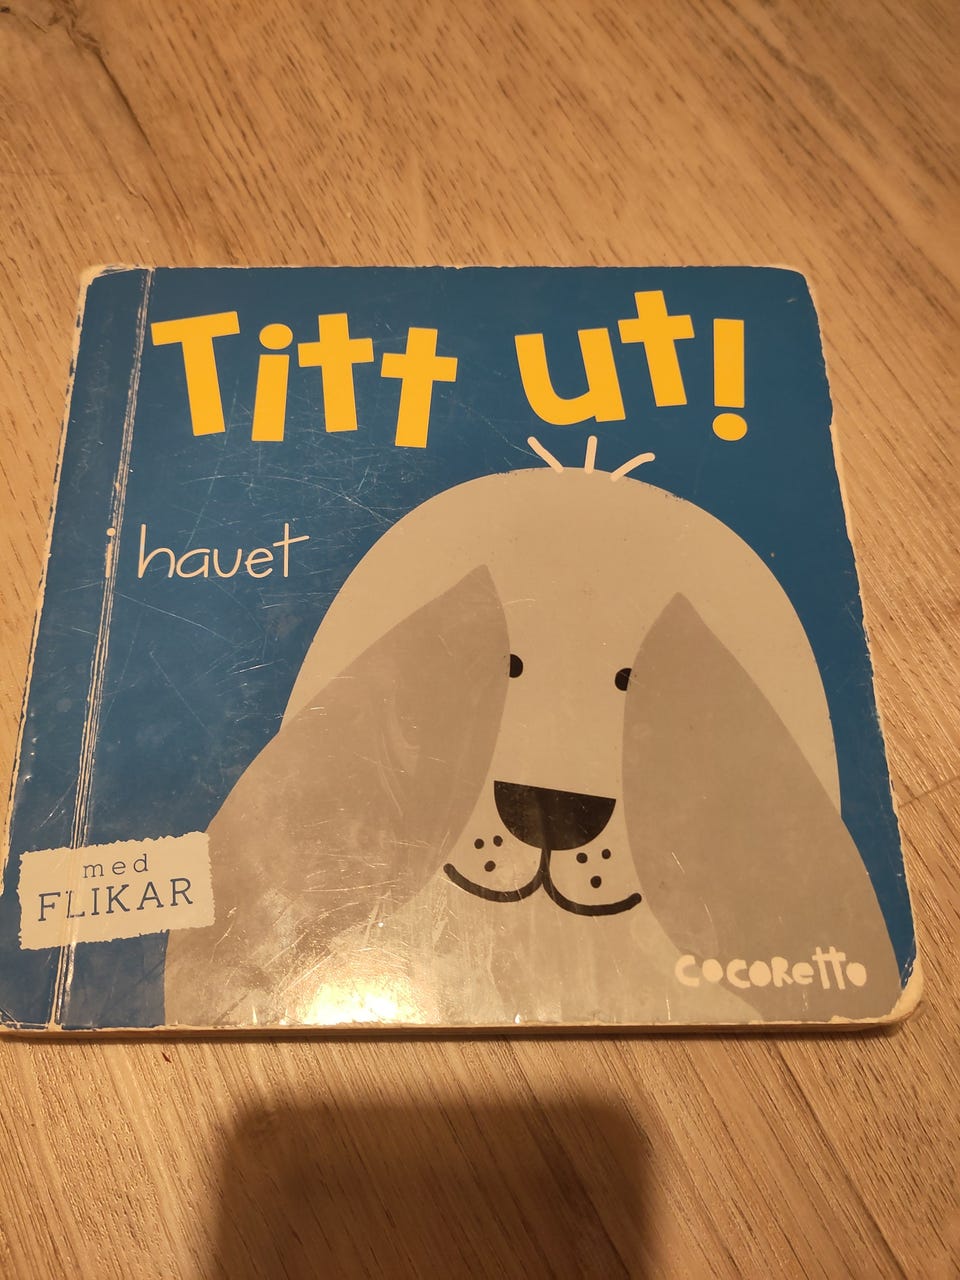 Titt ut!
i havet
med
FLIKAR
COCOReTTO